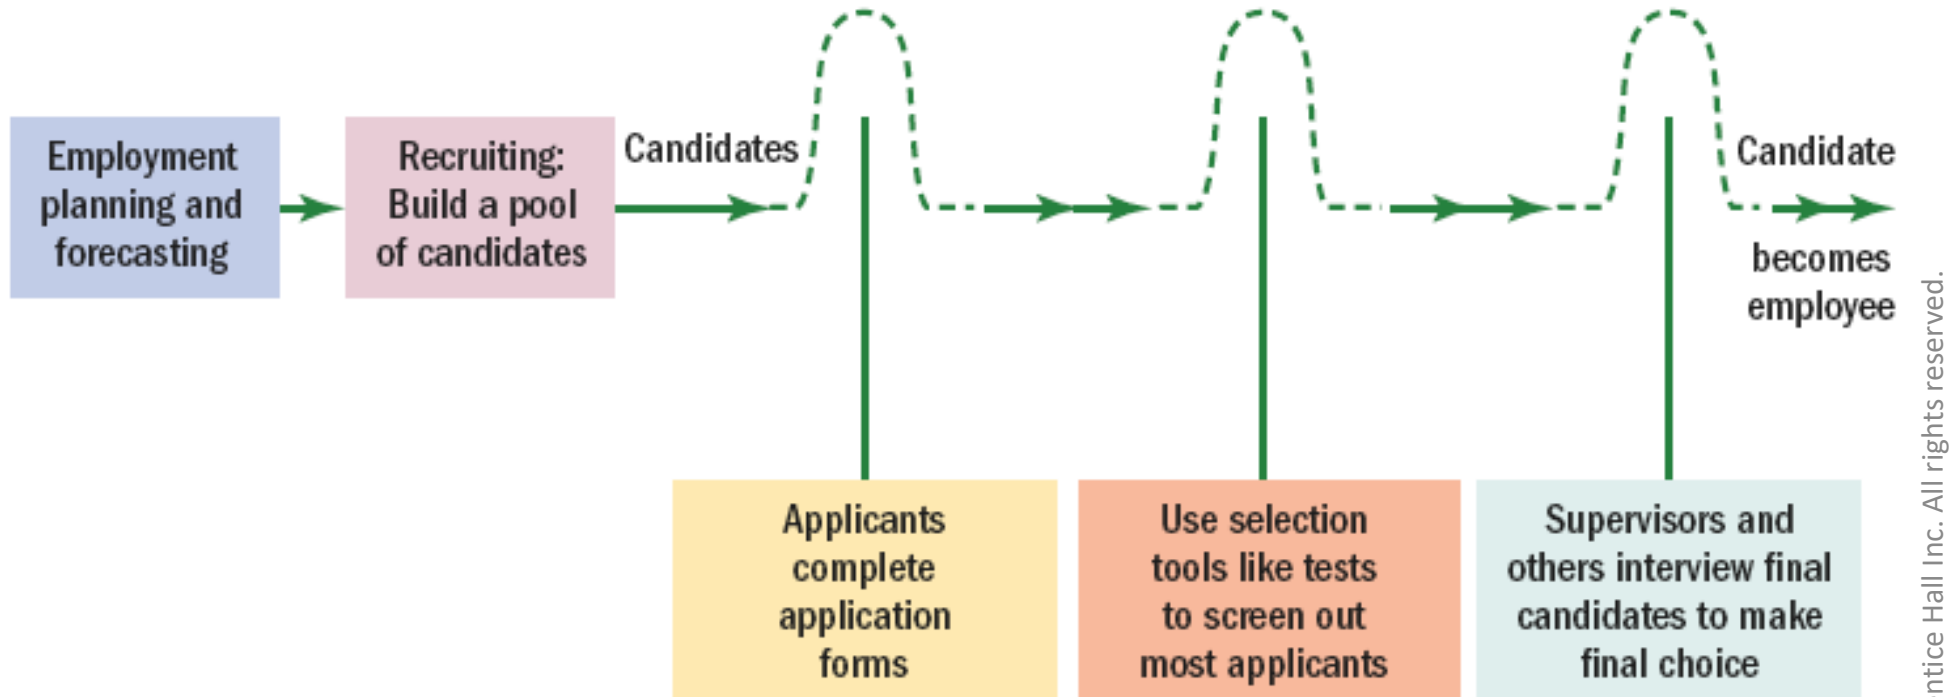 Employment
planning and
forecasting
Recruiting:
Build a pool
of candidates
Candidates
Candidate
becomes
employee
Applicants
complete
application
forms
Use selection
tools like tests
to screen out
most applicants
Supervisors and
others interview final
candidates to make
final choice
Hall Inc. All rights reserved.